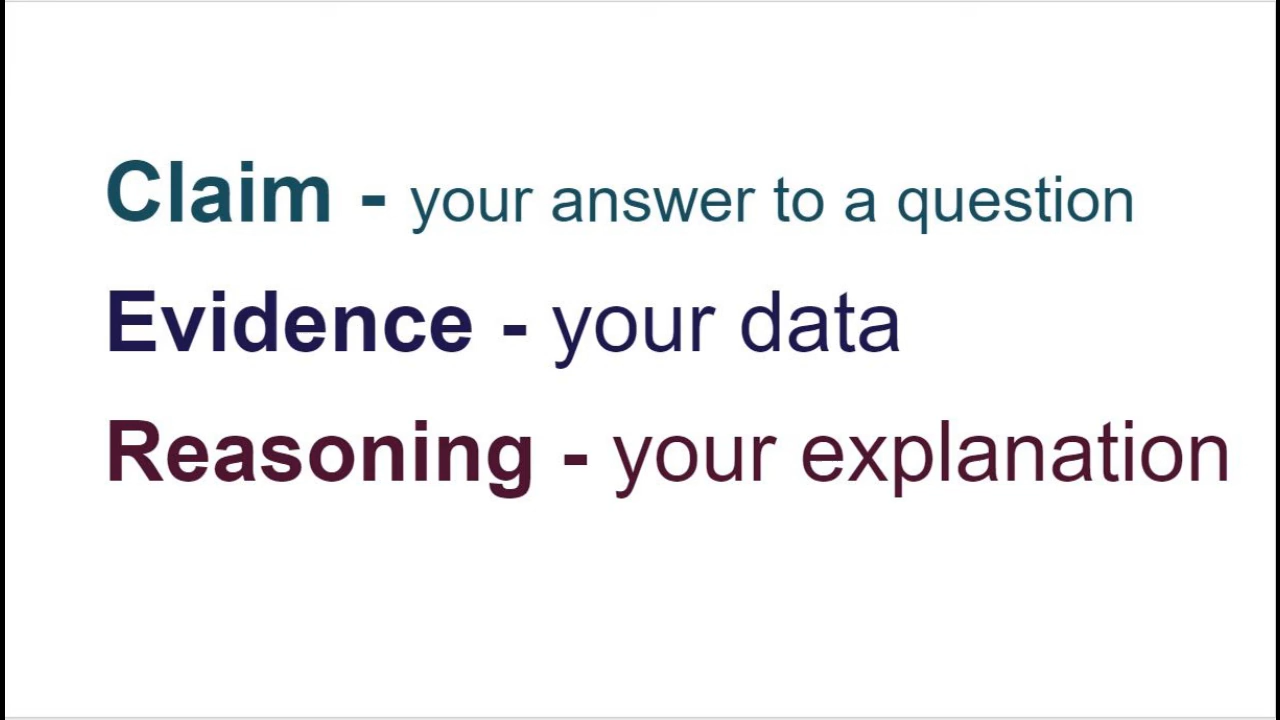 Claim - your answer to a question
Evidence - your data
Reasoning - your explanation